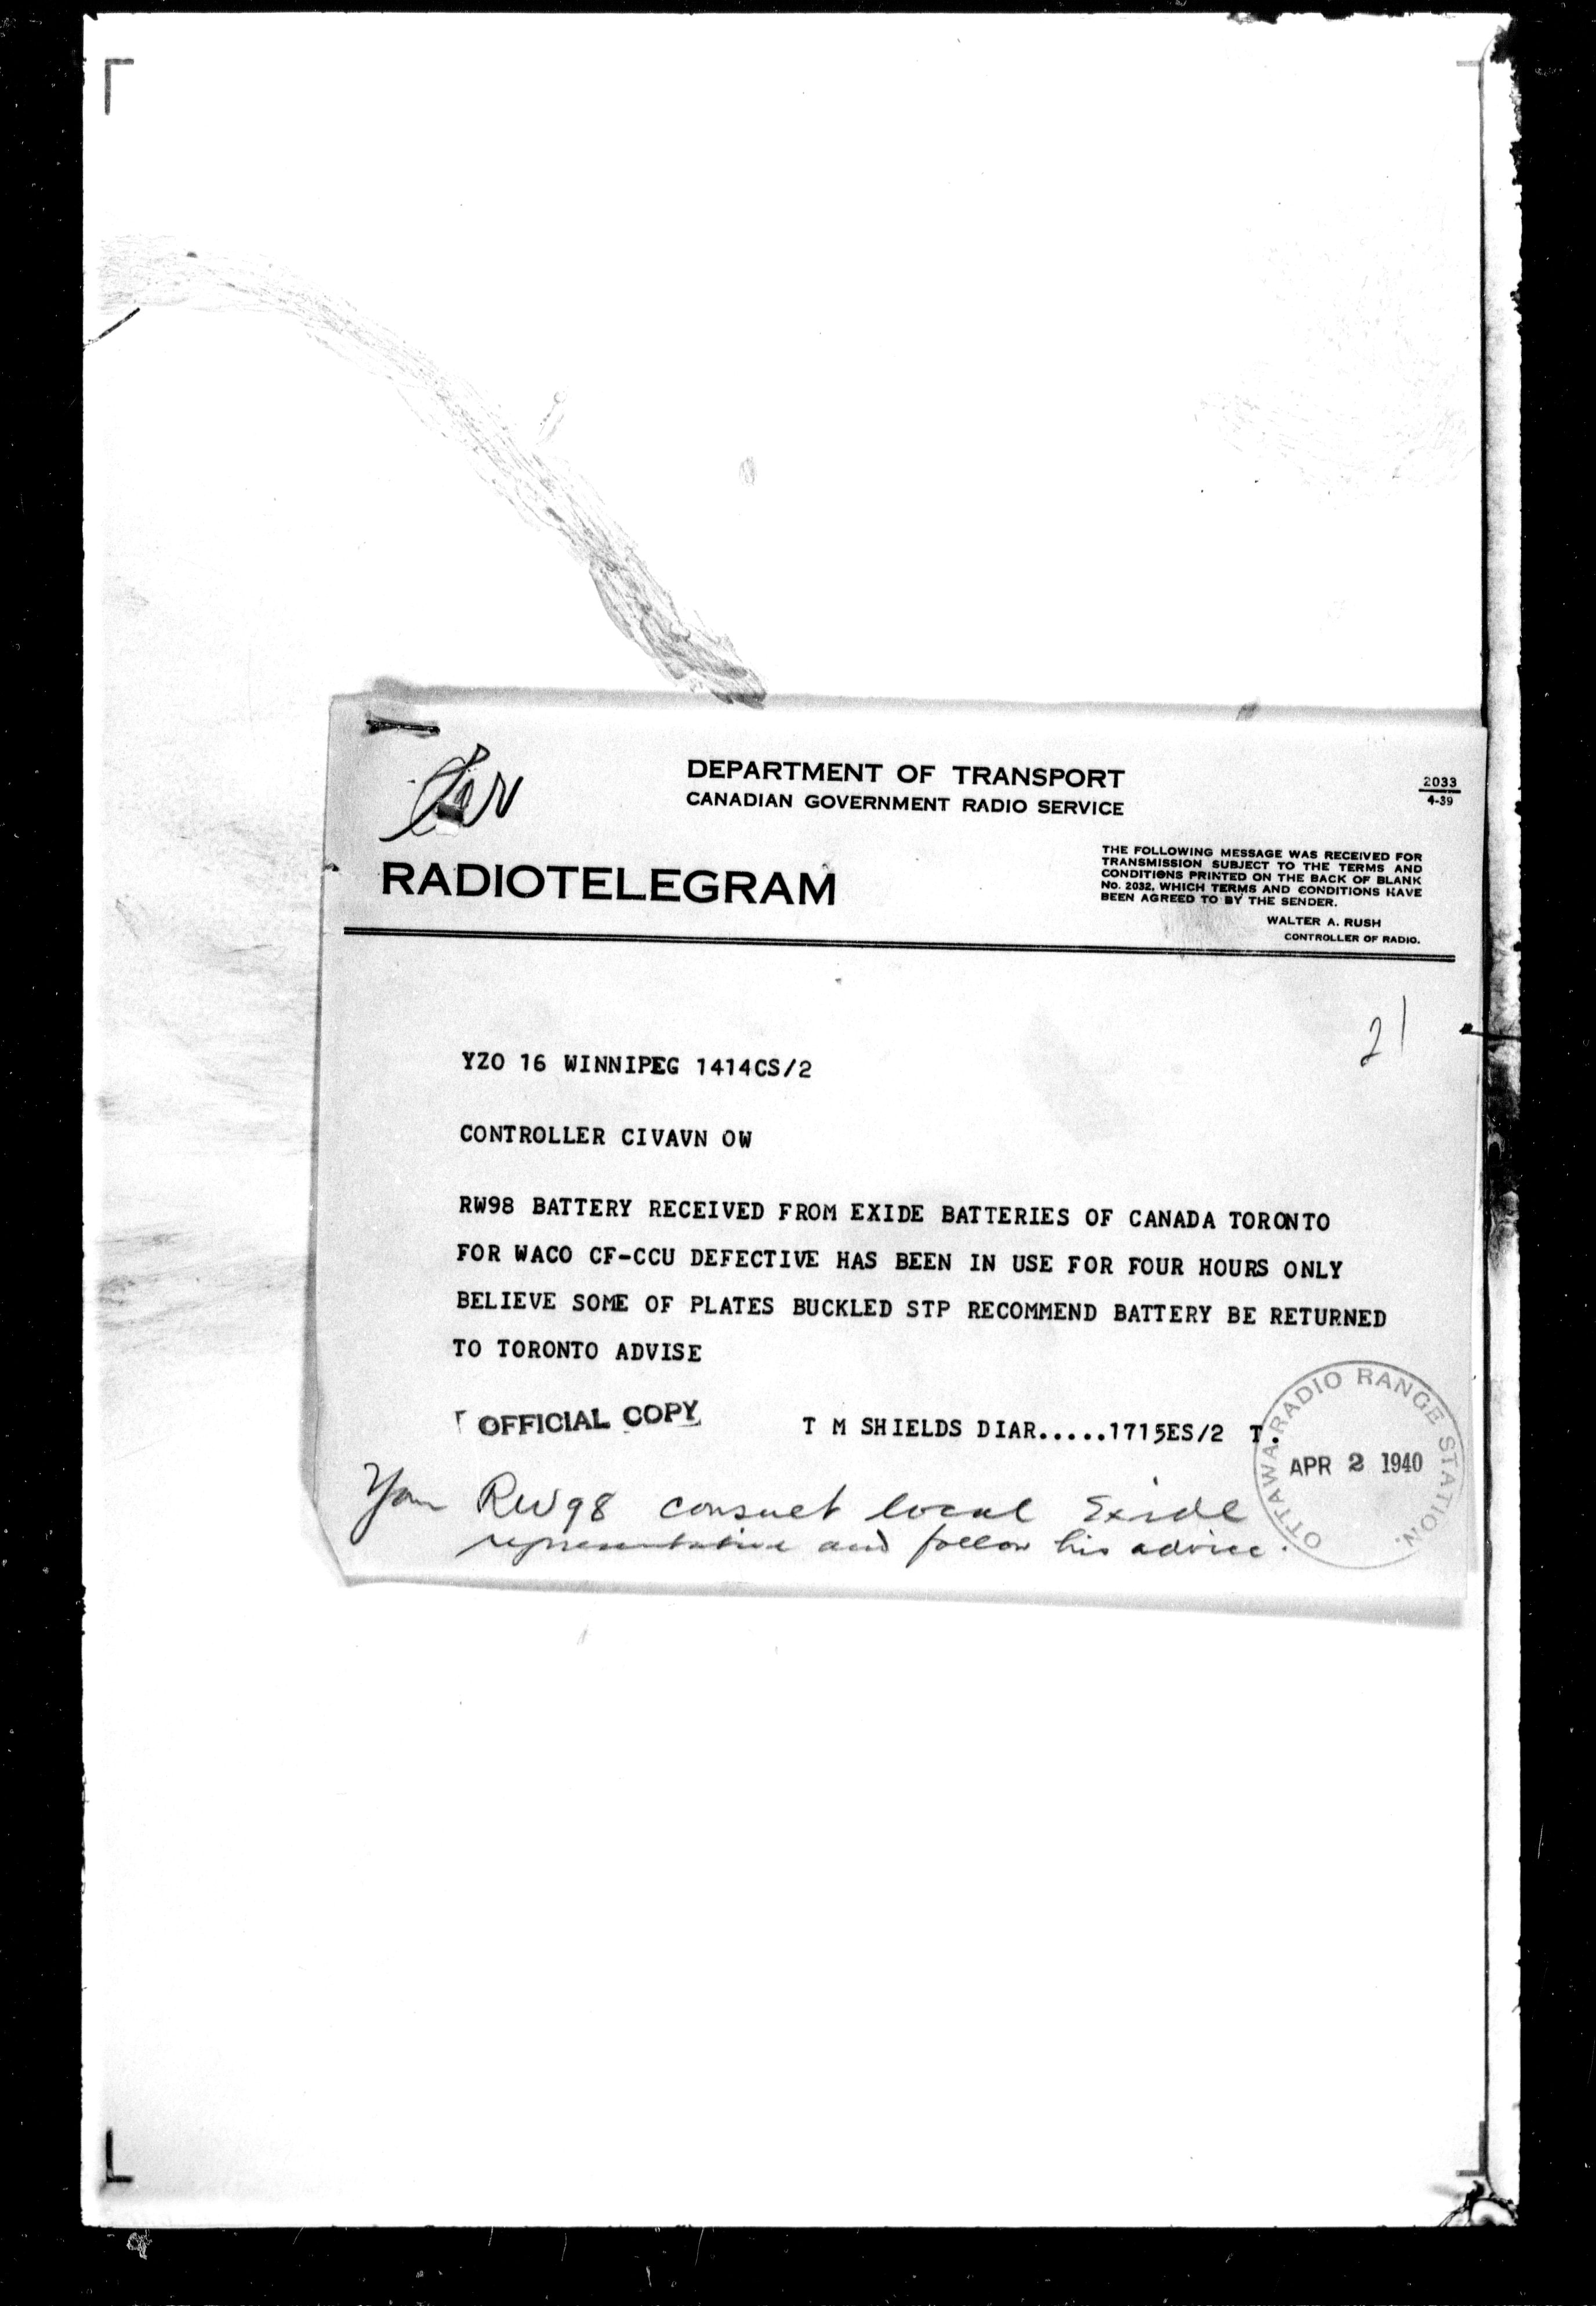 DEPARTMENT OF TRANSPORT
CANADIAN GOVERNMENT RADIO SERVICE
2033
4-39
RADIOTELEGRAM
THE FOLLOWING MESSAGE WAS RECEIVED FOR
TRANSMISSION SUBJECT TO THE TERMS AND
CONDITIONS PRINTED ON THE BACK OF BLANK
No. 2032, WHICH TERMS AND CONDITIONS HAVE
BEEN AGREED TO BY THE SENDER.
WALTER A. RUSH
CONTROLLER OF RADIO.
21
YZO 16 WINNIPEG 1414CS/2
CONTROLLER CIVAVN OW
RW98 BATTERY RECEIVED FROM EXIDE BATTERIES OF CANADA TORONTO
FOR WACO CF-CCU DEFECTIVE HAS BEEN IN USE FOR FOUR HOURS ONLY
BELIEVE SOME OF PLATES BUCKLED STP RECOMMEND BATTERY BE RETURNED
TO TORONTO ADVISE
OFFICIAL COPY
T M SHIELDS DIAR.....1715ES/2 T.
OTTAWA RADIO RANGE STATION.
APR 2 1940
Your RW98 consult local Exide
representative and follow his advice.